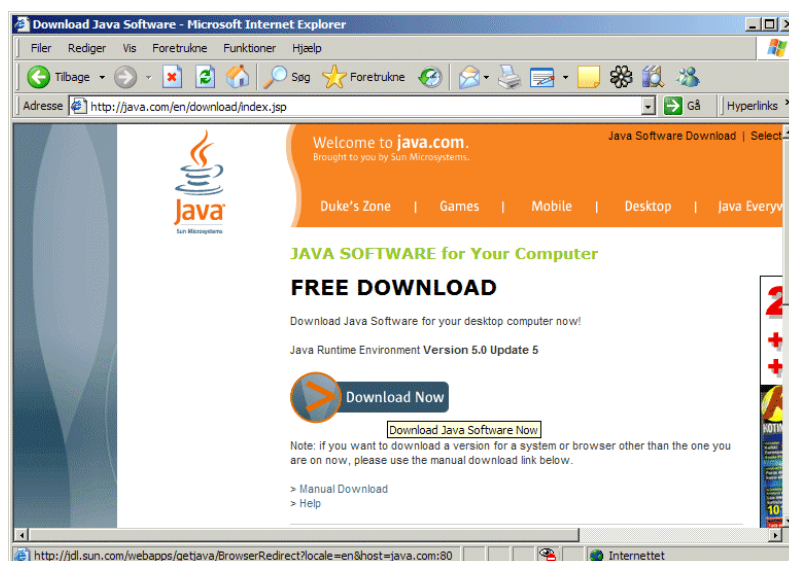 Download Java Software - Microsoft Internet Explorer
Filer Rediger Vis Foretrukne Funktioner Hjælp
Tilbage Søg Foretrukne
Adresse http://java.com/en/download/index.jsp Gå Hyperlinks
Welcome to java.com.
Brought to you by Sun Microsystems.
Java Software Download | Select
Java
Sun Microsystems
Duke's Zone | Games | Mobile | Desktop | Java Everyw
JAVA SOFTWARE for Your Computer
FREE DOWNLOAD
Download Java Software for your desktop computer now!
Java Runtime Environment Version 5.0 Update 5
Download Now
Download Java Software Now
Note: if you want to download a version for a system or browser other than the one you
are on now, please use the manual download link below.
> Manual Download
> Help
2
+
+
KOTIM
http://jdl.sun.com/webapps/getjava/BrowserRedirect?locale=en&host=java.com:80 Internettet